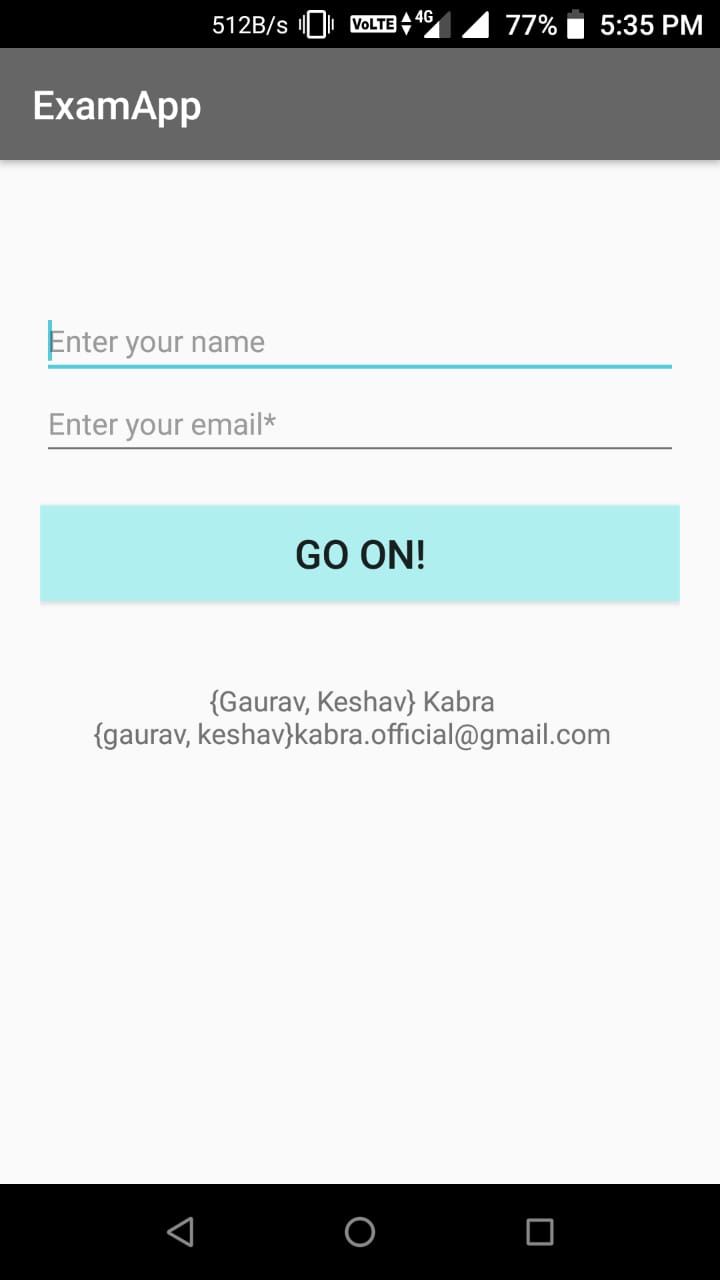 512B/s VoLTE 4G 77% 5:35 PM
ExamApp
Enter your name
Enter your email*
GO ON!
{Gaurav, Keshav} Kabra
{gaurav, keshav}kabra.official@gmail.com